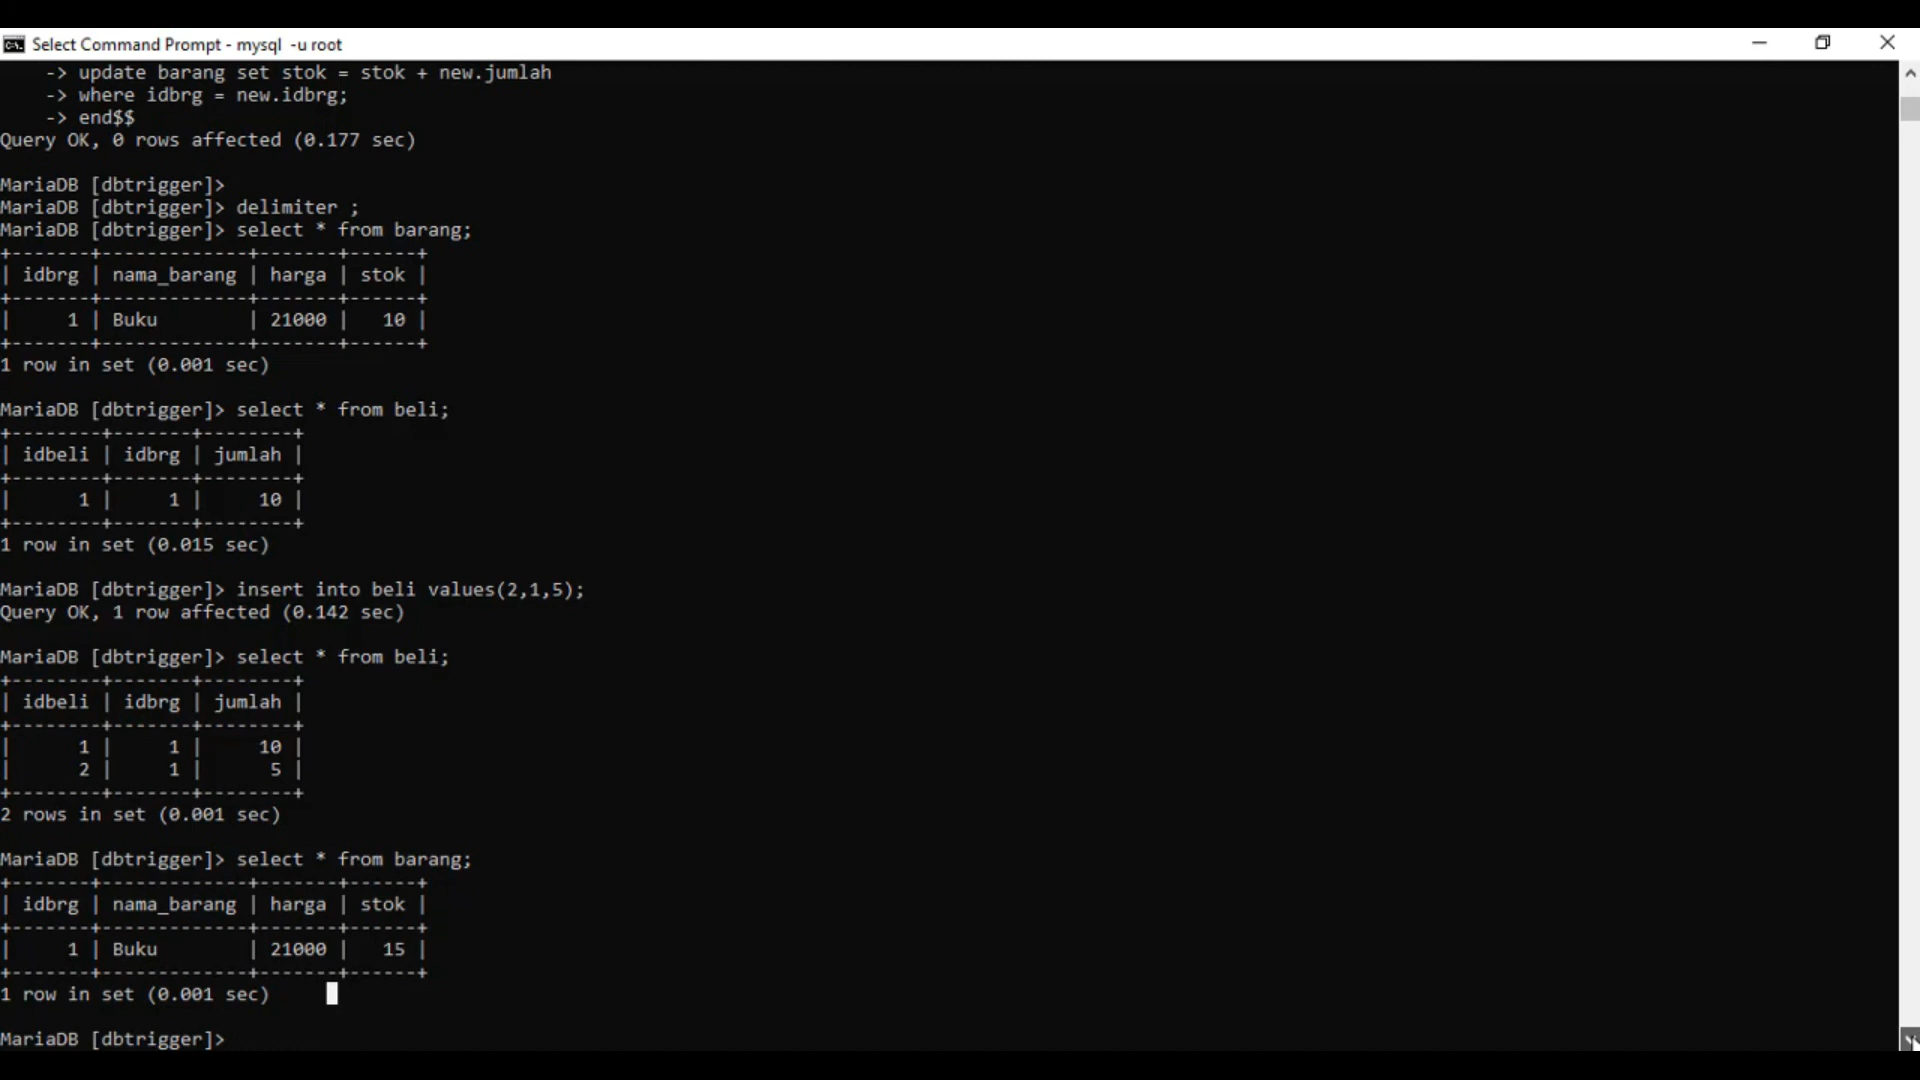 Select Command Prompt - mysql  -u root
    -> update barang set stok = stok + new.jumlah
    -> where idbrg = new.idbrg;
    -> end$$
Query OK, 0 rows affected (0.177 sec)

MariaDB [dbtrigger]>
MariaDB [dbtrigger]> delimiter ;
MariaDB [dbtrigger]> select * from barang;
+-------+-------------+-------+------+
| idbrg | nama_barang | harga | stok |
+-------+-------------+-------+------+
|     1 | Buku        | 21000 |   10 |
+-------+-------------+-------+------+
1 row in set (0.001 sec)

MariaDB [dbtrigger]> select * from beli;
+--------+-------+--------+
| idbeli | idbrg | jumlah |
+--------+-------+--------+
|      1 |     1 |     10 |
+--------+-------+--------+
1 row in set (0.015 sec)

MariaDB [dbtrigger]> insert into beli values(2,1,5);
Query OK, 1 row affected (0.142 sec)

MariaDB [dbtrigger]> select * from beli;
+--------+-------+--------+
| idbeli | idbrg | jumlah |
+--------+-------+--------+
|      1 |     1 |     10 |
|      2 |     1 |      5 |
+--------+-------+--------+
2 rows in set (0.001 sec)

MariaDB [dbtrigger]> select * from barang;
+-------+-------------+-------+------+
| idbrg | nama_barang | harga | stok |
+-------+-------------+-------+------+
|     1 | Buku        | 21000 |   15 |
+-------+-------------+-------+------+
1 row in set (0.001 sec)

MariaDB [dbtrigger]>